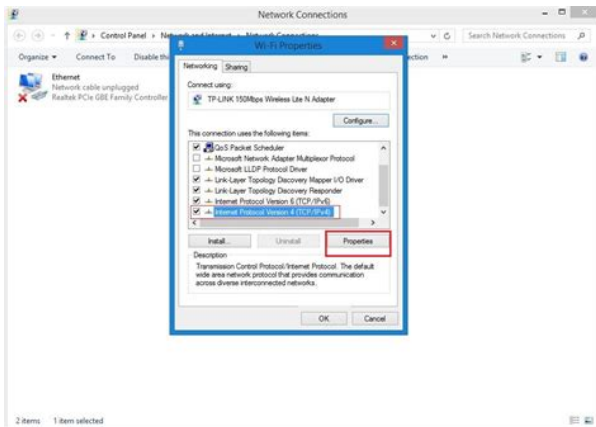 Network Connections
Control Panel
Search Network Connections
Organize
Connect To
Disable
Ethernet
Network cable unplugged
Realtek PCIe GBE Family Controller
Wi-Fi Properties
Networking
Sharing
Connect using:
TP-LINK 150Mbps Wireless Lite N Adapter
Configure...
This connection uses the following items:
QoS Packet Scheduler
Microsoft Network Adapter Multiplexor Protocol
Microsoft LLDP Protocol Driver
Link-Layer Topology Discovery Mapper I/O Driver
Link-Layer Topology Discovery Responder
Internet Protocol Version 6 (TCP/IPv6)
Internet Protocol Version 4 (TCP/IPv4)
Install...
Uninstall
Properties
Description
Transmission Control Protocol/Internet Protocol. The default
wide area network protocol that provides communication
across diverse interconnected networks.
OK
Cancel
2 items
1 item selected